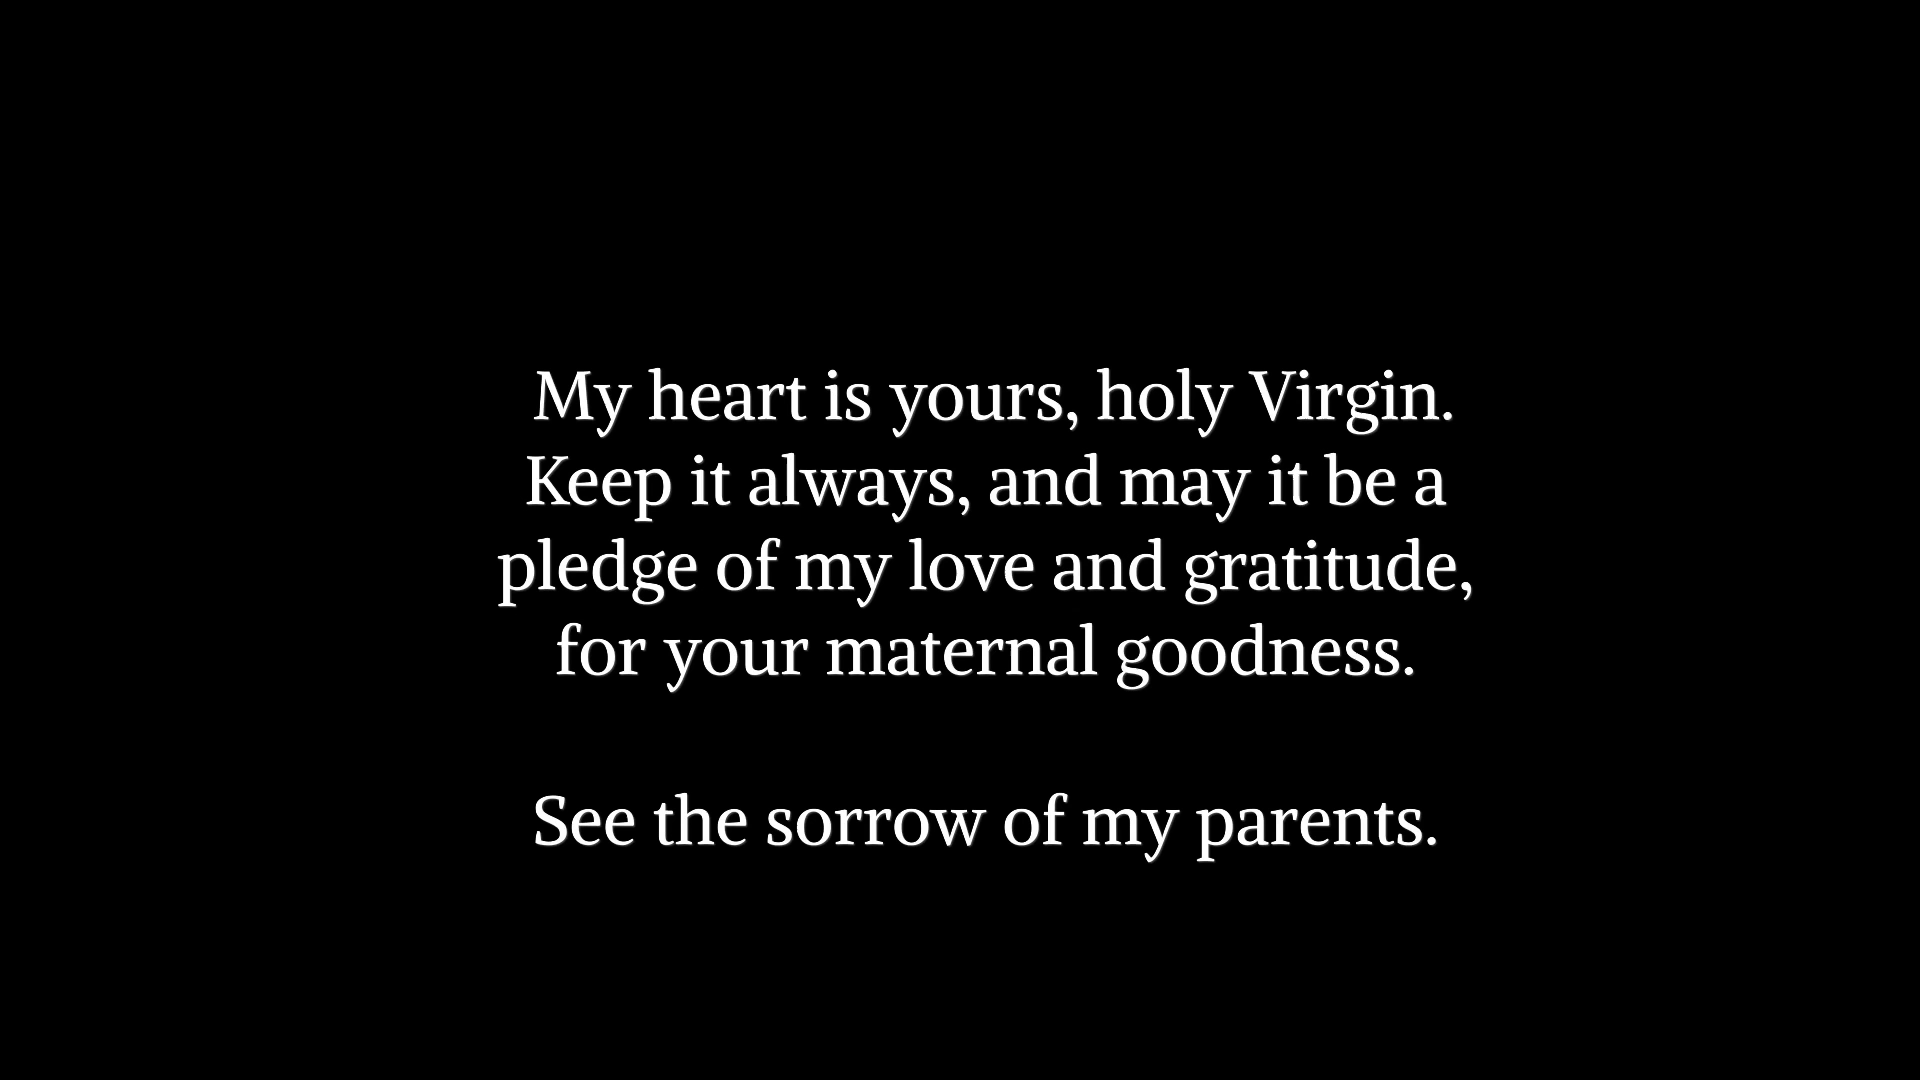 My heart is yours, holy Virgin.
Keep it always, and may it be a
pledge of my love and gratitude,
for your maternal goodness.
See the sorrow of my parents.